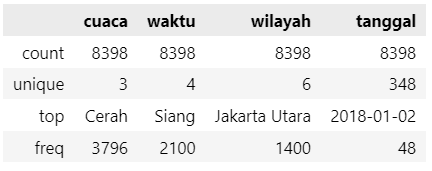 cuaca waktu wilayah tanggal
count 8398 8398 8398 8398
unique 3 4 6 348
top Cerah Siang Jakarta Utara 2018-01-02
freq 3796 2100 1400 48